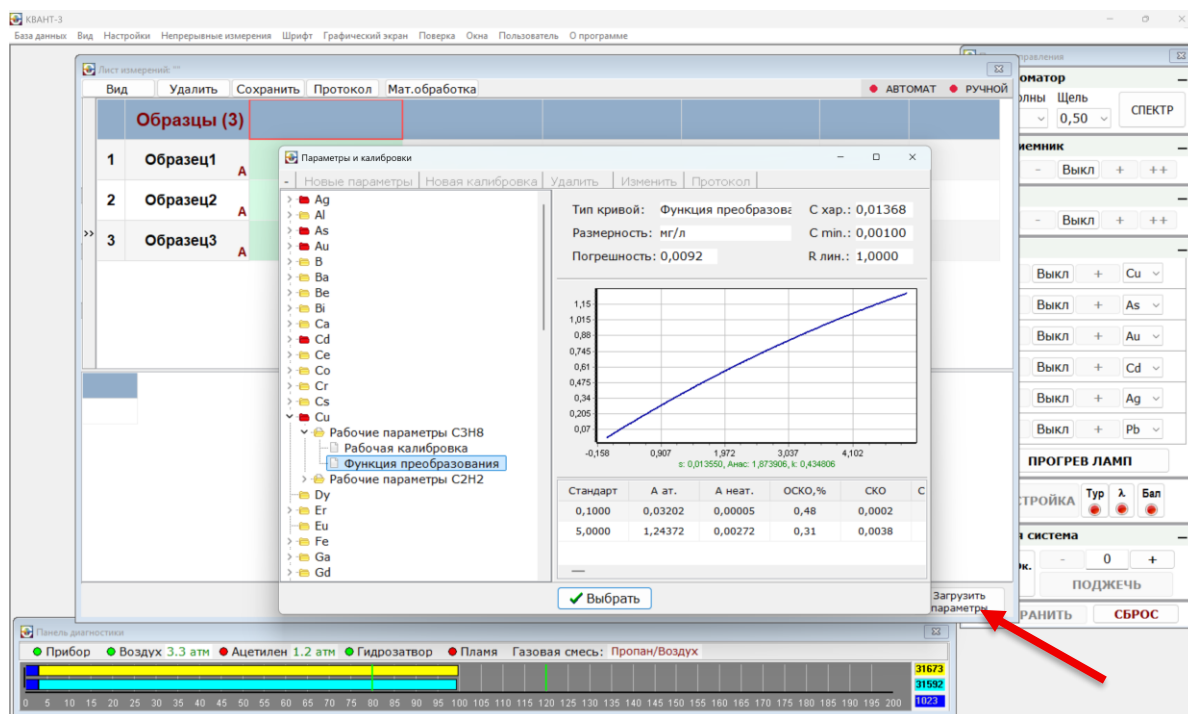 КВАНТ-3
База данных Вид Настройки Непрерывные измерения Шрифт Графический экран Поверка Окна Пользователь О программе
Лист измерений: ""
Вид Удалить Сохранить Протокол Мат.обработка АВТОМАТ РУЧНОЙ
Образцы (3)
1 Образец1 А
2 Образец2 А
>> 3 Образец3 А
Параметры и калибровки
- Новые параметры Новая калибровка Удалить Изменить Протокол
Ag
Al
As
Au
B
Ba
Be
Bi
Ca
Cd
Ce
Co
Cr
Cs
Cu
Рабочие параметры C3H8
Рабочая калибровка
Функция преобразования
Рабочие параметры C2H2
Dy
Er
Eu
Fe
Ga
Gd
Тип кривой: Функция преобразова С хар.: 0,01368
Размерность: мг/л C min.: 0,00100
Погрешность: 0,0092 R лин.: 1,0000
1,15
1,015
0,88
0,745
0,61
0,475
0,34
0,205
0,07
-0,158 0,907 1,972 3,037 4,102
s: 0,013550, Анас: 1,873906, k: 0,434806
Стандарт А ат. А неат. ОСКО,% СКО С
0,1000 0,03202 0,00005 0,48 0,0002
5,0000 1,24372 0,00272 0,31 0,0038
Выбрать
Загрузить
параметры
правления
оматор
олны Щель
0,50 СПЕКТР
иемник
- Выкл + ++
- Выкл + ++
Выкл + Cu
Выкл + As
Выкл + Au
Выкл + Cd
Выкл + Ag
Выкл + Pb
ПРОГРЕВ ЛАМП
СТРОЙКА Тур λ Бал
я система
- 0 +
ПОДЖЕЧЬ
РАНИТЬ СБРОС
Панель диагностики
Прибор Воздух 3.3 атм Ацетилен 1.2 атм Гидрозатвор Пламя Газовая смесь: Пропан/Воздух
31673
31592
1023
0 5 10 15 20 25 30 35 40 45 50 55 60 65 70 75 80 85 90 95 100 105 110 115 120 125 130 135 140 145 150 155 160 165 170 175 180 185 190 195 200